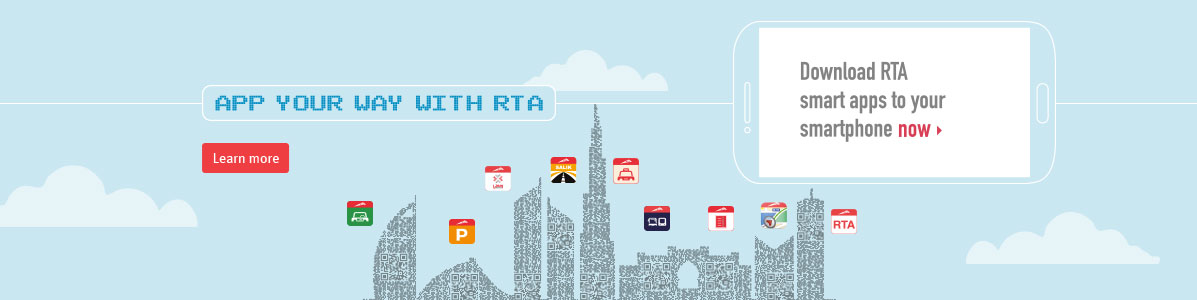 APP YOUR WAY WITH RTA
Learn more
Download RTA
smart apps to your
smartphone now
SALIK
P
RTA